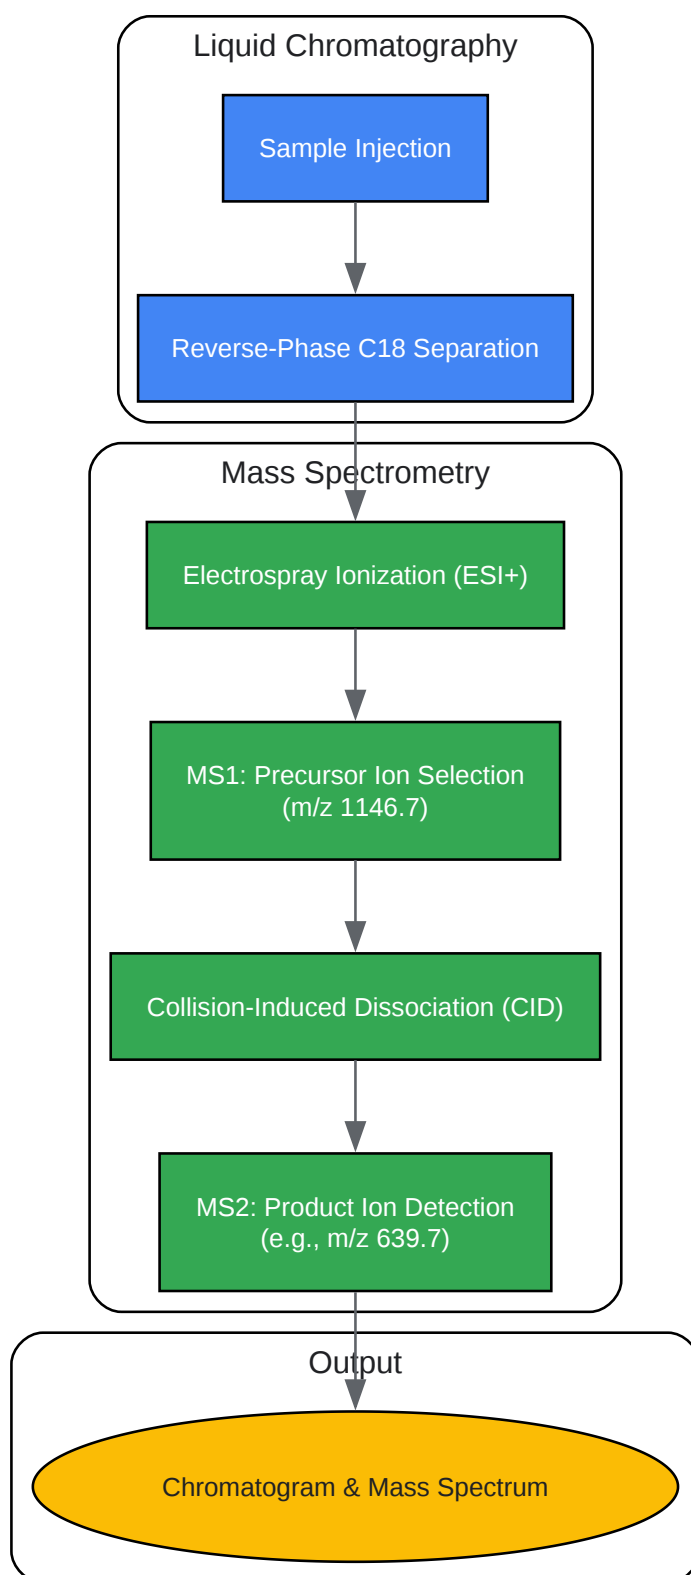 Liquid Chromatography
Sample Injection
Reverse-Phase C18 Separation
Mass Spectrometry
Electrospray Ionization (ESI+)
MS1: Precursor Ion Selection
(m/z 1146.7)
Collision-Induced Dissociation (CID)
MS2: Product Ion Detection
(e.g., m/z 639.7)
Output
Chromatogram & Mass Spectrum